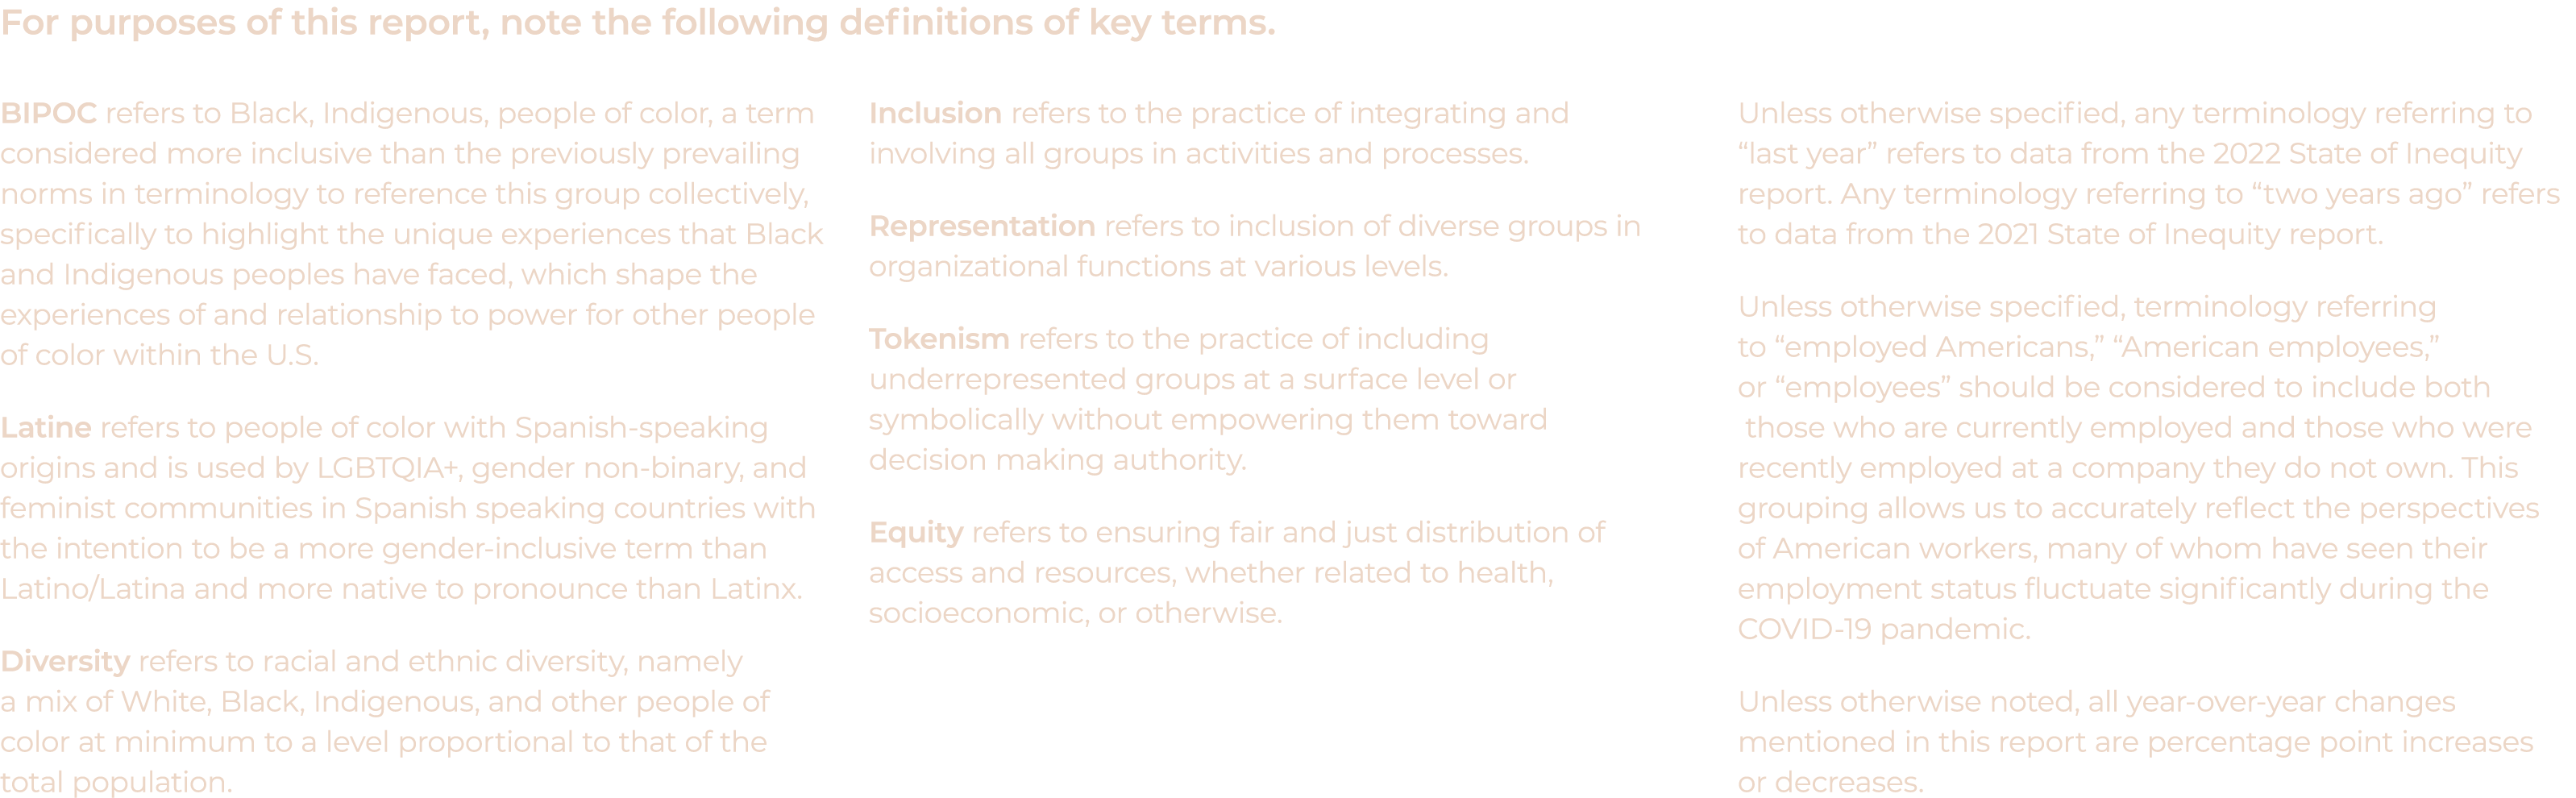 For purposes of this report, note the following definitions of key terms.
BIPOC refers to Black, Indigenous, people of color, a term
considered more inclusive than the previously prevailing
norms in terminology to reference this group collectively,
specifically to highlight the unique experiences that Black
and Indigenous peoples have faced, which shape the
experiences of and relationship to power for other people
of color within the U.S.
Latine refers to people of color with Spanish-speaking
origins and is used by LGBTQIA+, gender non-binary, and
feminist communities in Spanish speaking countries with
the intention to be a more gender-inclusive term than
Latino/Latina and more native to pronounce than Latinx.
Diversity refers to racial and ethnic diversity, namely
a mix of White, Black, Indigenous, and other people of
color at minimum to a level proportional to that of the
total population.
Inclusion refers to the practice of integrating and
involving all groups in activities and processes.
Representation refers to inclusion of diverse groups in
organizational functions at various levels.
Tokenism refers to the practice of including
underrepresented groups at a surface level or
symbolically without empowering them toward
decision making authority.
Equity refers to ensuring fair and just distribution of
access and resources, whether related to health,
socioeconomic, or otherwise.
Unless otherwise specified, any terminology referring to
“last year” refers to data from the 2022 State of Inequity
report. Any terminology referring to “two years ago” refers
to data from the 2021 State of Inequity report.
Unless otherwise specified, terminology referring
to “employed Americans,” “American employees,”
or “employees” should be considered to include both
those who are currently employed and those who were
recently employed at a company they do not own. This
grouping allows us to accurately reflect the perspectives
of American workers, many of whom have seen their
employment status fluctuate significantly during the
COVID-19 pandemic.
Unless otherwise noted, all year-over-year changes
mentioned in this report are percentage point increases
or decreases.